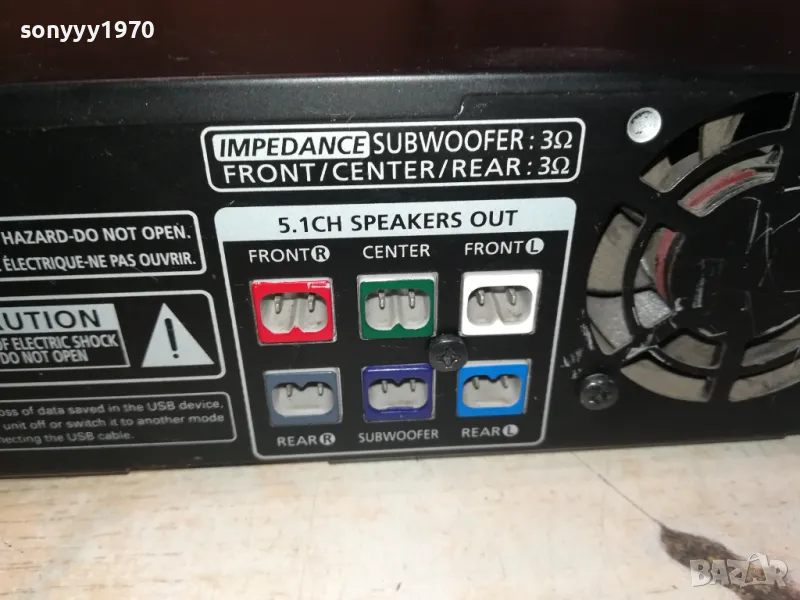 sonyyy1970
IMPEDANCE SUBWOOFER : 3Ω
FRONT/CENTER/REAR : 3Ω
HAZARD-DO NOT OPEN.
ÉLECTRIQUE-NE PAS OUVRIR.
AUTION
OF ELECTRIC SHOCK
DO NOT OPEN
oss of data saved in the USB device,
unit off or switch it to another mode
necting the USB cable.
5.1CH SPEAKERS OUT
FRONT R CENTER FRONT L
REAR R SUBWOOFER REAR L
BAZAR